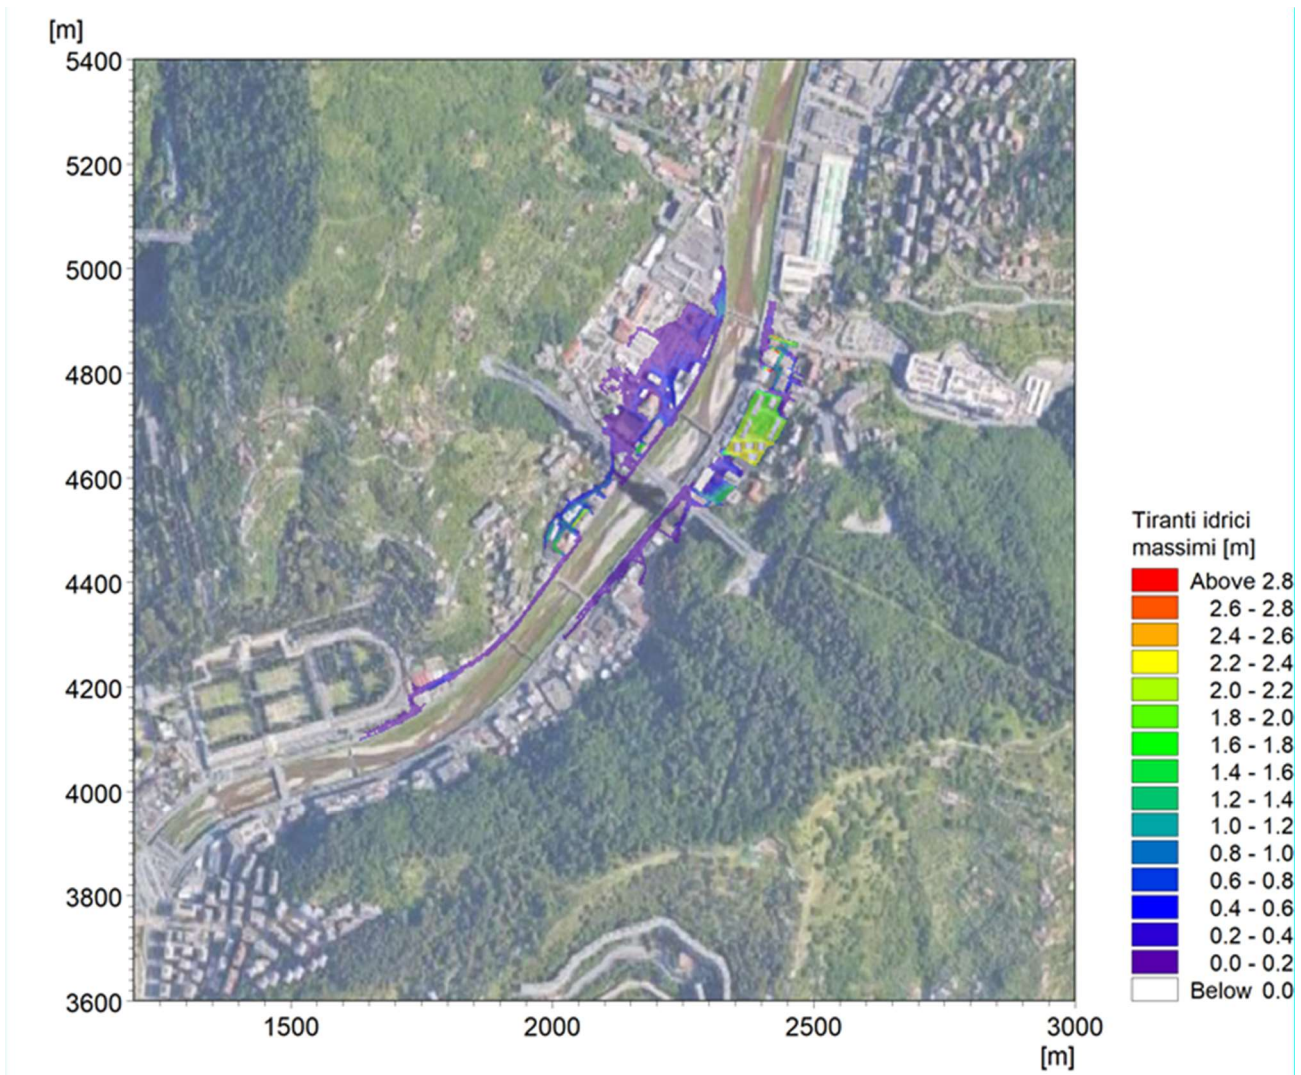 [m]
5400
5200
5000
4800
4600
4400
4200
4000
3800
3600
1500
2000
2500
3000
[m]
Tiranti idrici
massimi [m]
Above 2.8
2.6 - 2.8
2.4 - 2.6
2.2 - 2.4
2.0 - 2.2
1.8 - 2.0
1.6 - 1.8
1.4 - 1.6
1.2 - 1.4
1.0 - 1.2
0.8 - 1.0
0.6 - 0.8
0.4 - 0.6
0.2 - 0.4
0.0 - 0.2
Below 0.0